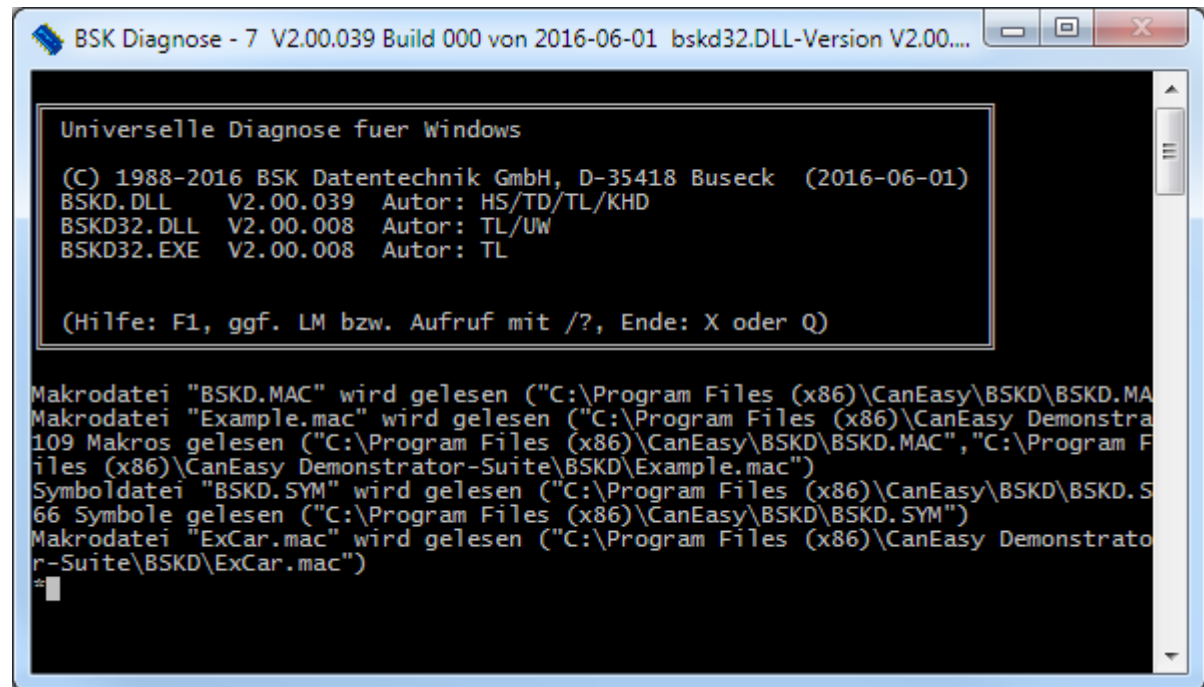 BSK Diagnose - 7 V2.00.039 Build 000 von 2016-06-01 bskd32.DLL-Version V2.00....
Universelle Diagnose fuer Windows
(C) 1988-2016 BSK Datentechnik GmbH, D-35418 Buseck (2016-06-01)
BSKD.DLL V2.00.039 Autor: HS/TD/TL/KHD
BSKD32.DLL V2.00.008 Autor: TL/UW
BSKD32.EXE V2.00.008 Autor: TL
(Hilfe: F1, ggf. LM bzw. Aufruf mit /?, Ende: X oder Q)
Makrodatei "BSKD.MAC" wird gelesen ("C:\Program Files (x86)\CanEasy\BSKD\BSKD.MA
Makrodatei "Example.mac" wird gelesen ("C:\Program Files (x86)\CanEasy Demonstra
109 Makros gelesen ("C:\Program Files (x86)\CanEasy\BSKD\BSKD.MAC","C:\Program F
iles (x86)\CanEasy Demonstrator-Suite\BSKD\Example.mac")
Symboldatei "BSKD.SYM" wird gelesen ("C:\Program Files (x86)\CanEasy\BSKD\BSKD.S
66 Symbole gelesen ("C:\Program Files (x86)\CanEasy\BSKD\BSKD.SYM")
Makrodatei "ExCar.mac" wird gelesen ("C:\Program Files (x86)\CanEasy Demonstrato
r-Suite\BSKD\ExCar.mac")
*